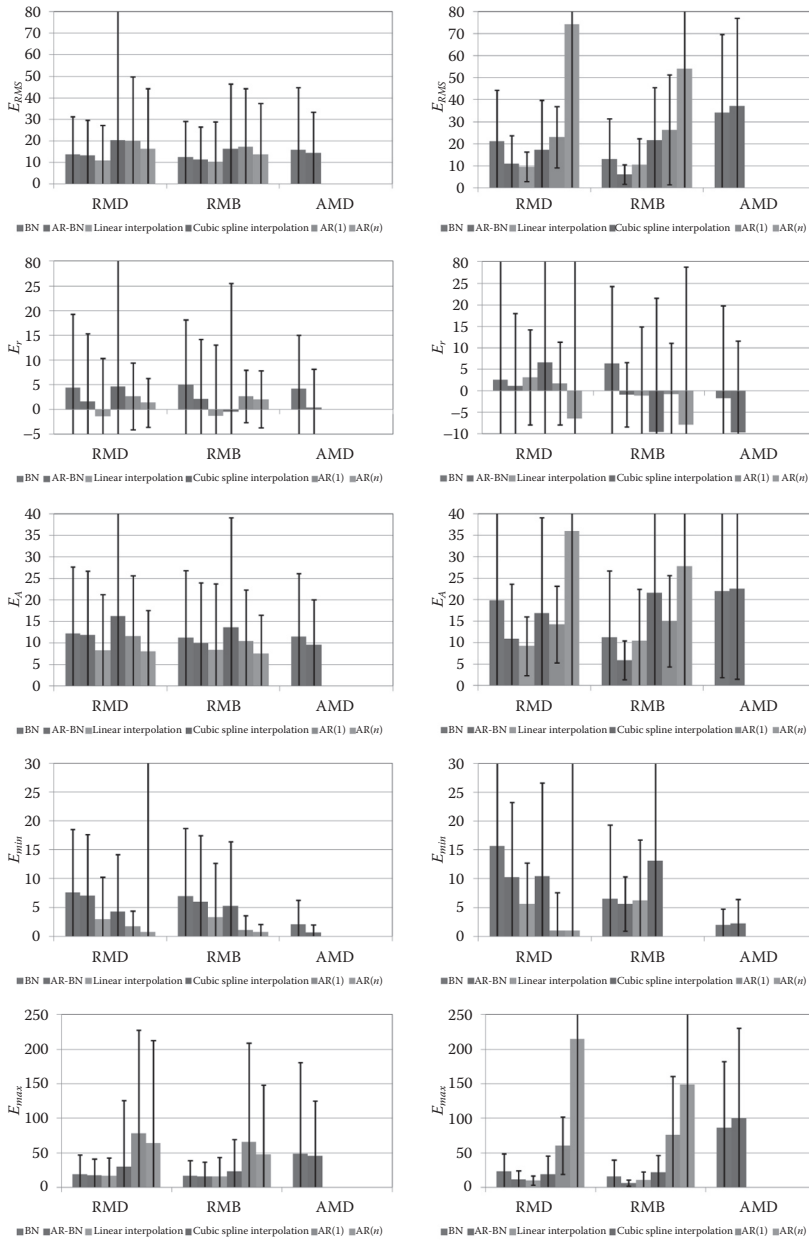 80
70
60
50
40
30
20
10
0
E_RMS
RMD RMB AMD
BN AR-BN Linear interpolation Cubic spline interpolation AR(1) AR(n)
80
70
60
50
40
30
20
10
0
E_RMS
RMD RMB AMD
BN AR-BN Linear interpolation Cubic spline interpolation AR(1) AR(n)
80
25
20
10
5
0
−5
E_r
RMD RMB AMD
BN AR-BN Linear interpolation Cubic spline interpolation AR(1) AR(n)
80
25
20
10
5
0
−5
−10
E_r
RMD RMB AMD
BN AR-BN Linear interpolation Cubic spline interpolation AR(1) AR(n)
40
35
30
25
20
15
10
5
0
E_A
RMD RMB AMD
BN AR-BN Linear interpolation Cubic spline interpolation AR(1) AR(n)
40
35
30
25
20
15
10
5
0
E_A
RMD RMB AMD
BN AR-BN Linear interpolation Cubic spline interpolation AR(1) AR(n)
30
25
20
15
10
5
0
E_min
RMD RMB AMD
BN AR-BN Linear interpolation Cubic spline interpolation AR(1) AR(n)
30
25
20
15
10
5
0
E_min
RMD RMB AMD
BN AR-BN Linear interpolation Cubic spline interpolation AR(1) AR(n)
250
200
150
100
50
0
E_max
RMD RMB AMD
BN AR-BN Linear interpolation Cubic spline interpolation AR(1) AR(n)
250
200
150
100
50
0
E_max
RMD RMB AMD
BN AR-BN Linear interpolation Cubic spline interpolation AR(1) AR(n)